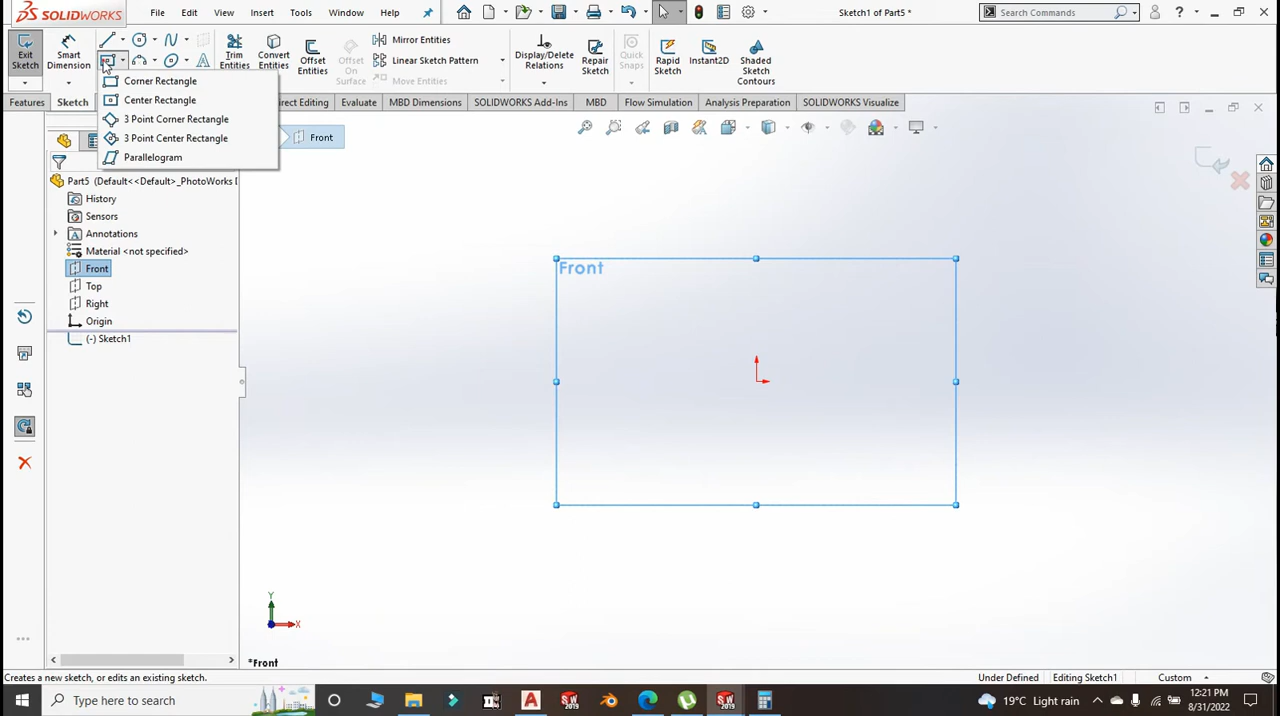 SOLIDWORKS File Edit View Insert Tools Window Help Sketch1 of Part5 * Search Commands
Exit Sketch Smart Dimension Trim Entities Convert Entities Offset Entities Offset On Surface Mirror Entities Linear Sketch Pattern Move Entities Display/Delete Relations Repair Sketch Quick Snaps Rapid Sketch Instant2D Shaded Sketch Contours
Features Sketch irect Editing Evaluate MBD Dimensions SOLIDWORKS Add-Ins MBD Flow Simulation Analysis Preparation SOLIDWORKS Visualize
Corner Rectangle
Center Rectangle
3 Point Corner Rectangle
3 Point Center Rectangle
Parallelogram
Front
Part5 (Default<<Default>_PhotoWorks [
History
Sensors
Annotations
Material <not specified>
Front
Top
Right
Origin
(-) Sketch1
Front
Y
X
*Front
Creates a new sketch, or edits an existing sketch. Under Defined Editing Sketch1 Custom
Type here to search 19°C Light rain 12:21 PM
8/31/2022